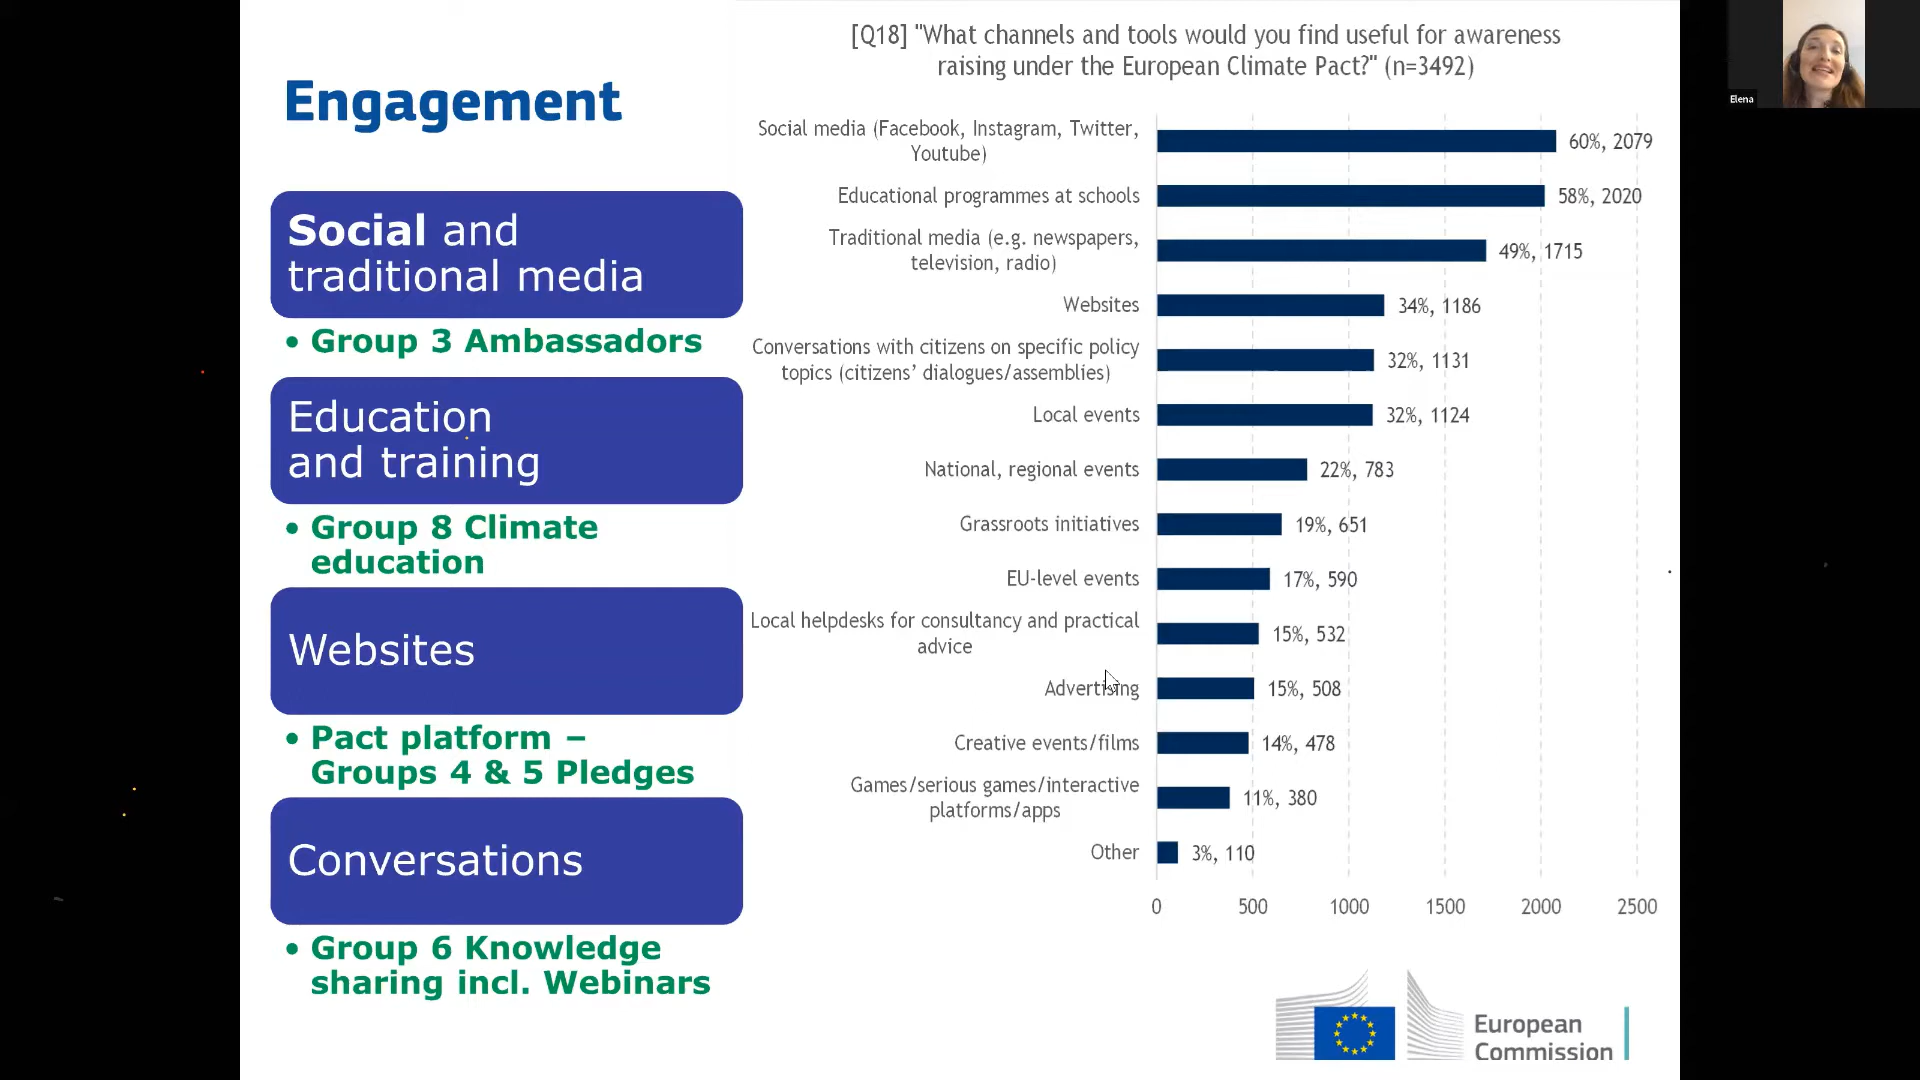 Engagement
Social and
traditional media
• Group 3 Ambassadors
Education
and training
• Group 8 Climate
education
Websites
• Pact platform –
Groups 4 & 5 Pledges
Conversations
• Group 6 Knowledge
sharing incl. Webinars
[Q18] "What channels and tools would you find useful for awareness
raising under the European Climate Pact?" (n=3492)
Social media (Facebook, Instagram, Twitter,
Youtube)
60%, 2079
Educational programmes at schools
58%, 2020
Traditional media (e.g. newspapers,
television, radio)
49%, 1715
Websites
34%, 1186
Conversations with citizens on specific policy
topics (citizens’ dialogues/assemblies)
32%, 1131
Local events
32%, 1124
National, regional events
22%, 783
Grassroots initiatives
19%, 651
EU-level events
17%, 590
Local helpdesks for consultancy and practical
advice
15%, 532
Advertising
15%, 508
Creative events/films
14%, 478
Games/serious games/interactive
platforms/apps
11%, 380
Other
3%, 110
0 500 1000 1500 2000 2500
European
Commission
Elena